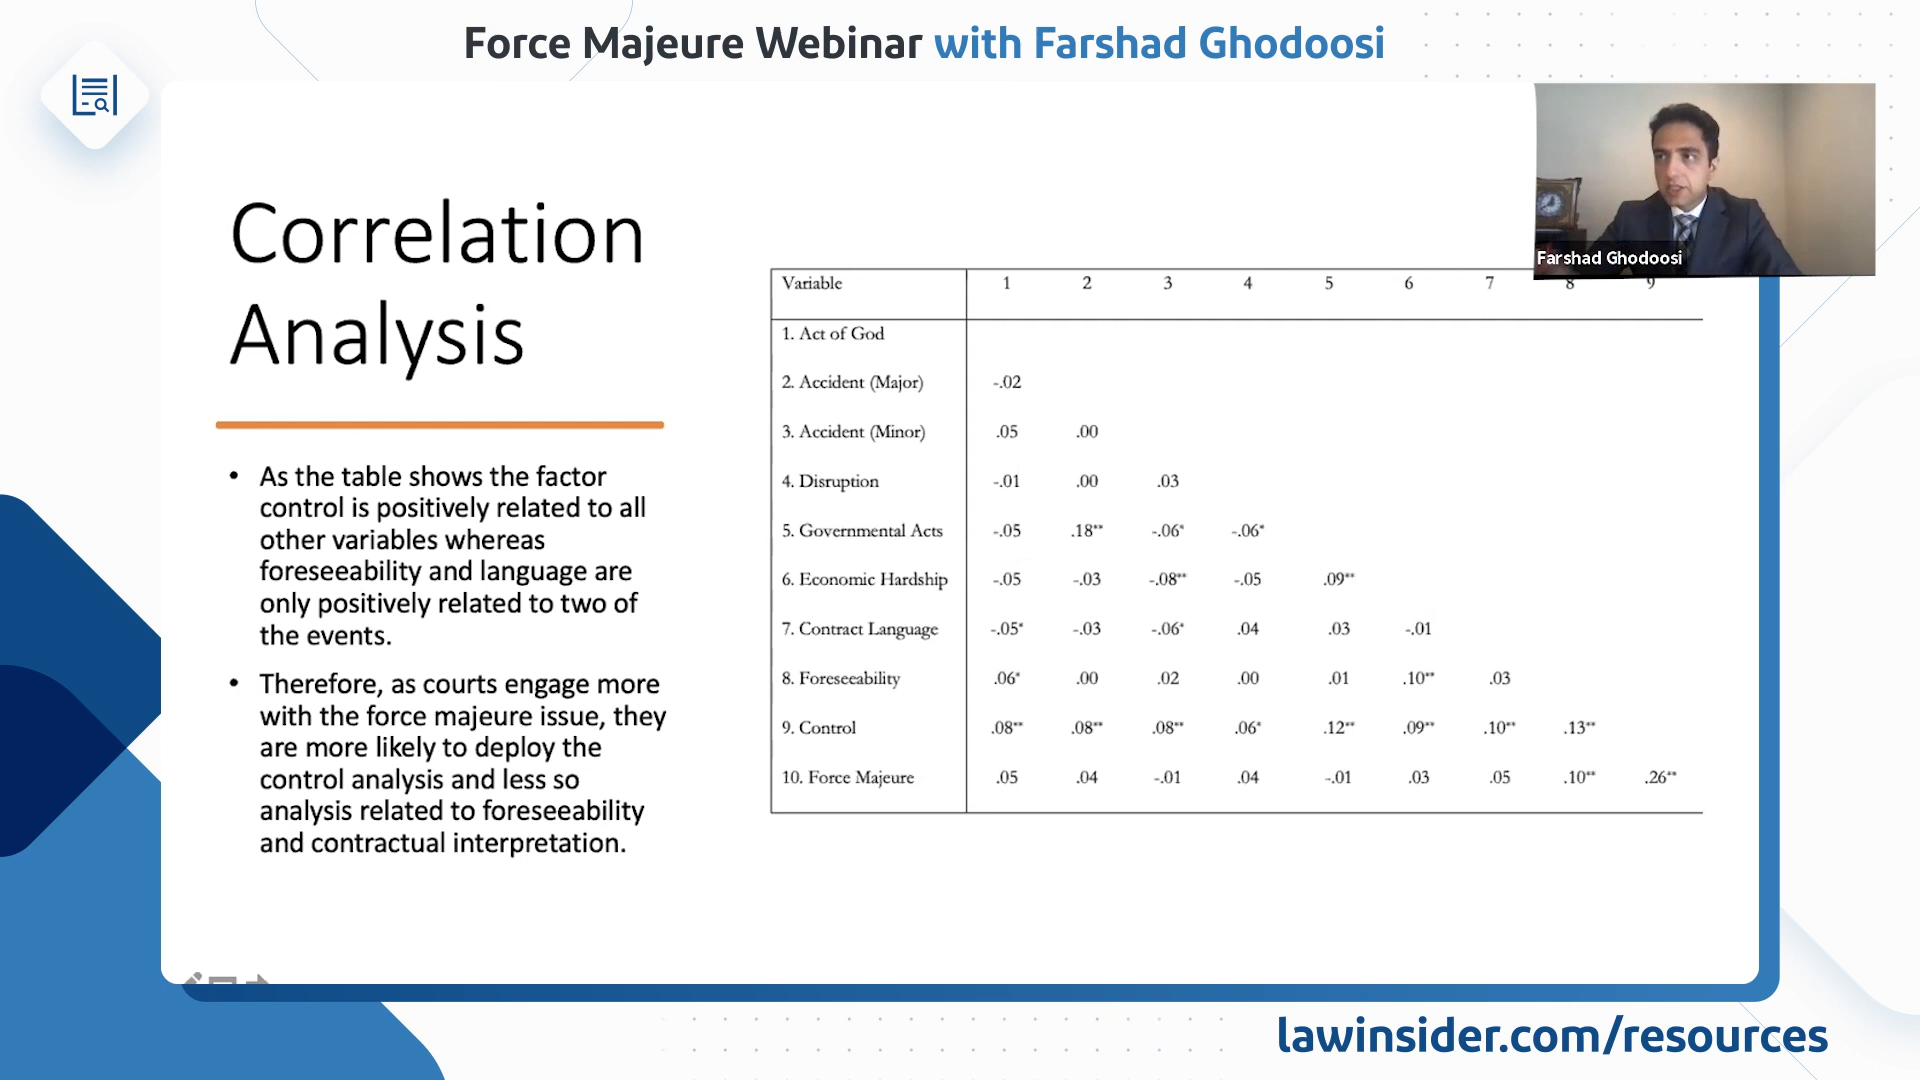 Force Majeure Webinar with Farshad Ghodoosi
Farshad Ghodoosi
Correlation
Analysis
• As the table shows the factor
control is positively related to all
other variables whereas
foreseeability and language are
only positively related to two of
the events.
• Therefore, as courts engage more
with the force majeure issue, they
are more likely to deploy the
control analysis and less so
analysis related to foreseeability
and contractual interpretation.
Variable 1 2 3 4 5 6 7 8 9
1. Act of God
2. Accident (Major) -.02
3. Accident (Minor) .05 .00
4. Disruption -.01 .00 .03
5. Governmental Acts -.05 .18** -.06* -.06*
6. Economic Hardship -.05 -.03 -.08** -.05 .09**
7. Contract Language -.05* -.03 -.06* .04 .03 -.01
8. Foreseeability .06* .00 .02 .00 .01 .10** .03
9. Control .08** .08** .08** .06* .12** .09** .10** .13**
10. Force Majeure .05 .04 -.01 .04 -.01 .03 .05 .10** .26**
lawinsider.com/resources